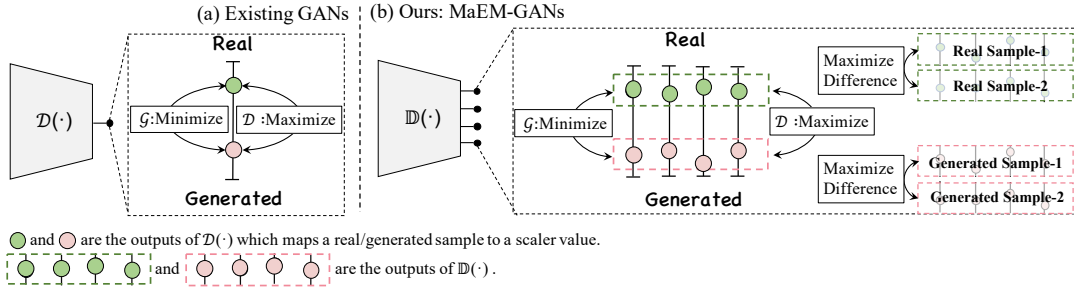 (a) Existing GANs
(b) Ours: MaEM-GANs
𝒟(·)
Real
𝒢:Minimize
𝒟 :Maximize
Generated
𝔻(·)
Real
𝒢:Minimize
𝒟 :Maximize
Generated
Maximize
Difference
Real Sample-1
Real Sample-2
Maximize
Difference
Generated Sample-1
Generated Sample-2
and are the outputs of 𝒟(·) which maps a real/generated sample to a scaler value.
and are the outputs of 𝔻(·) .